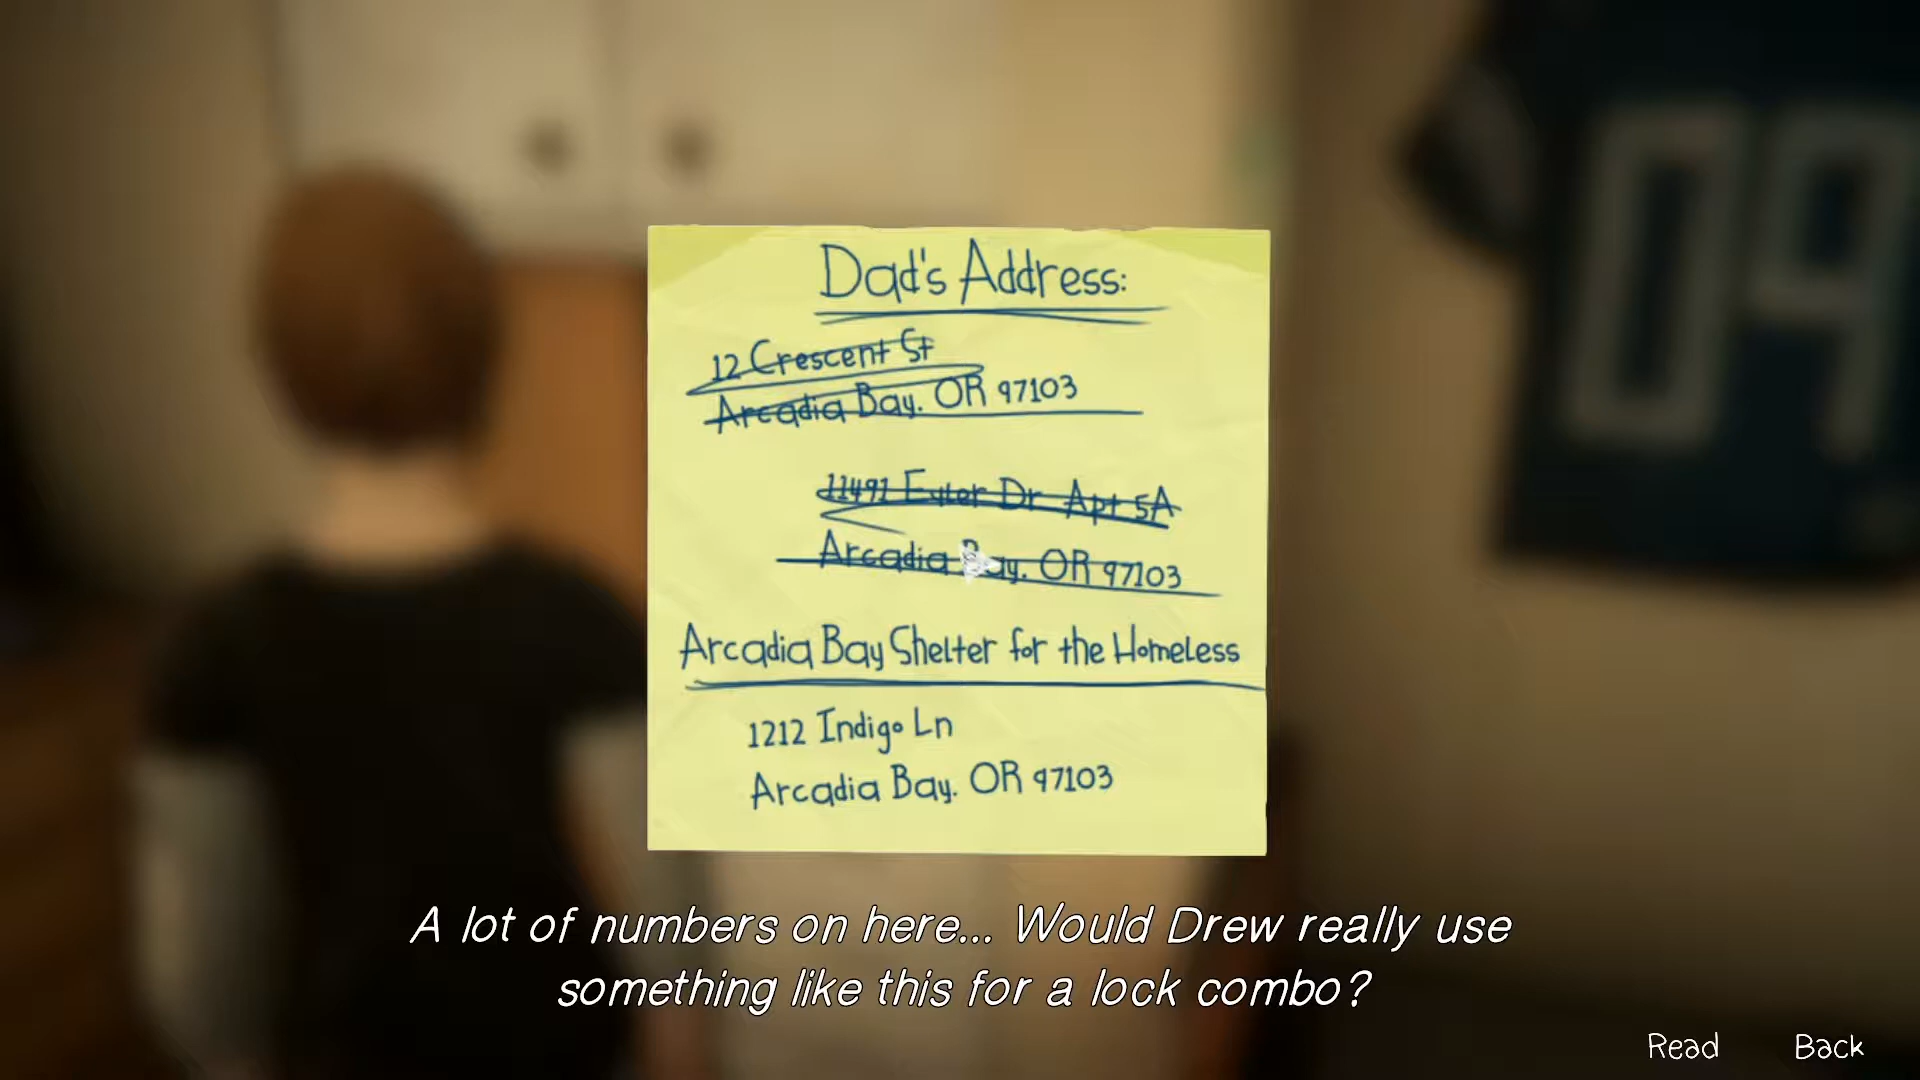 Dad's Address:
12 Crescent St
Arcadia Bay. OR 97103
11491 Euler Dr Apt 5A
Arcadia Bay. OR 97103
Arcadia Bay Shelter for the Homeless
1212 Indigo Ln
Arcadia Bay. OR 97103
09
A lot of numbers on here... Would Drew really use
something like this for a lock combo?
Read Back